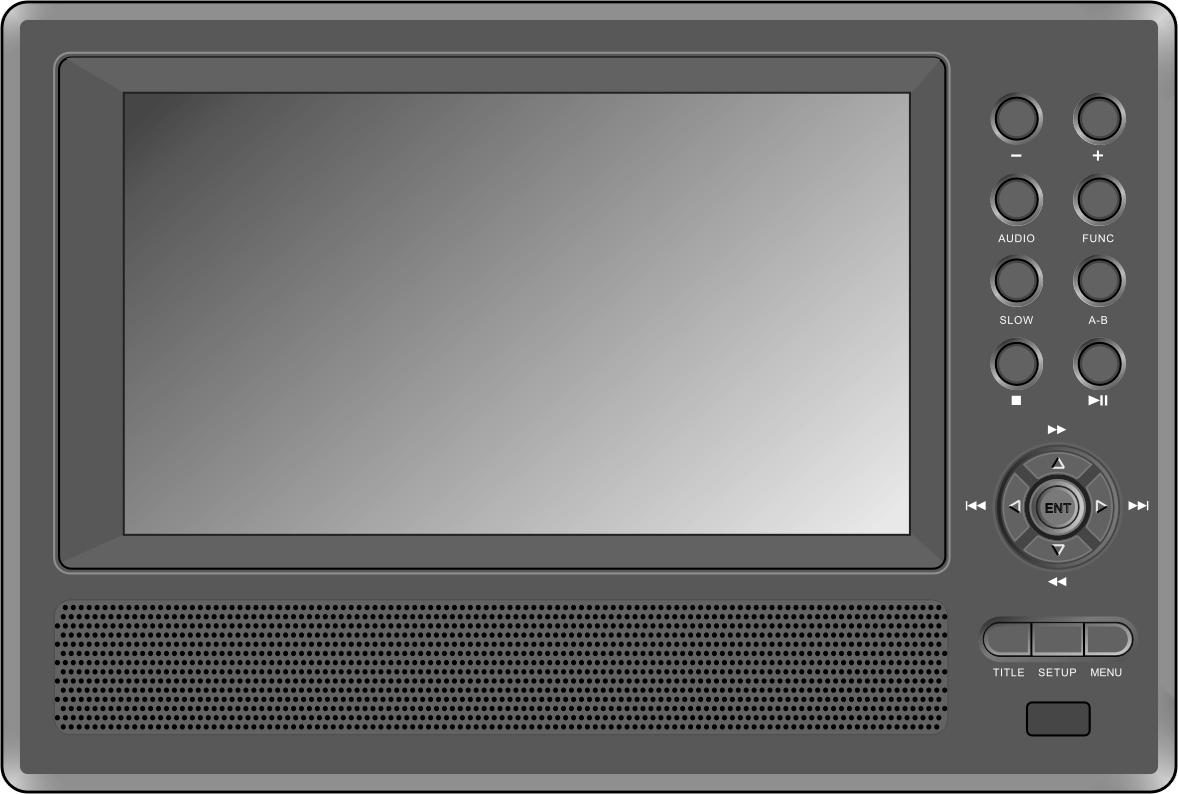 − +
AUDIO FUNC
SLOW A-B
ENT
TITLE SETUP MENU